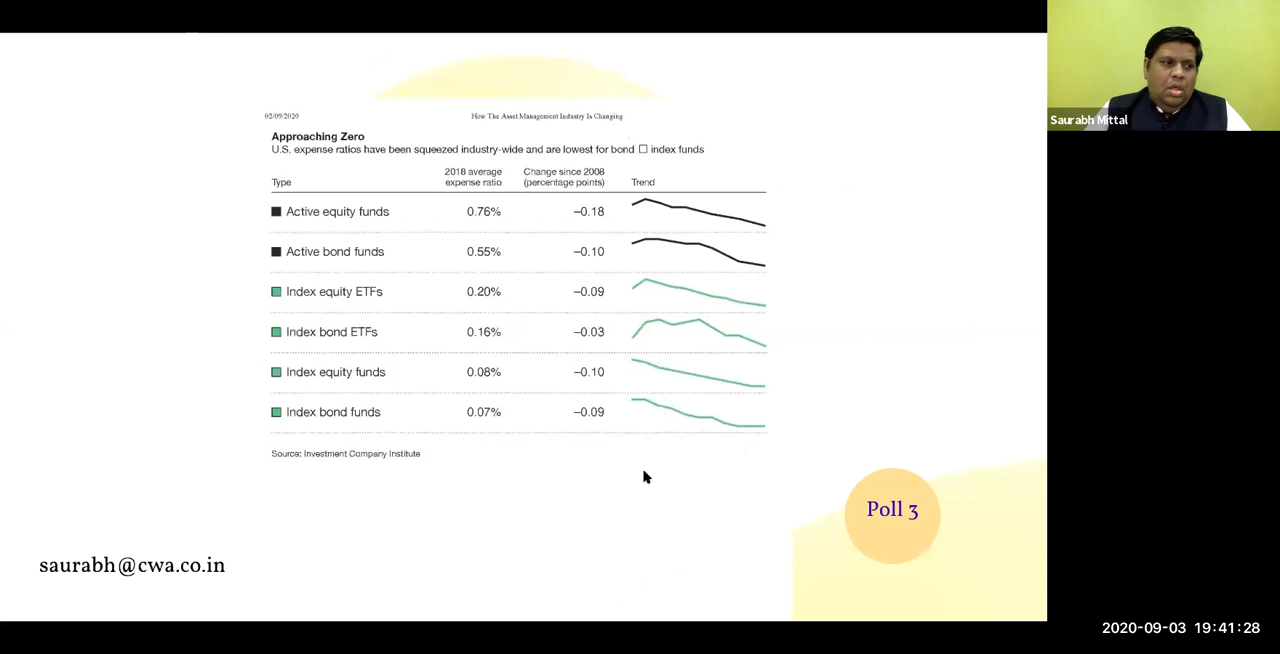 02/09/2020 How The Asset Management Industry Is Changing
Approaching Zero
U.S. expense ratios have been squeezed industry-wide and are lowest for bond ☐ index funds
Type 2018 average expense ratio Change since 2008 (percentage points) Trend
Active equity funds 0.76% –0.18
Active bond funds 0.55% –0.10
Index equity ETFs 0.20% –0.09
Index bond ETFs 0.16% –0.03
Index equity funds 0.08% –0.10
Index bond funds 0.07% –0.09
Source: Investment Company Institute
Poll 3
saurabh@cwa.co.in
Saurabh Mittal
2020-09-03 19:41:28